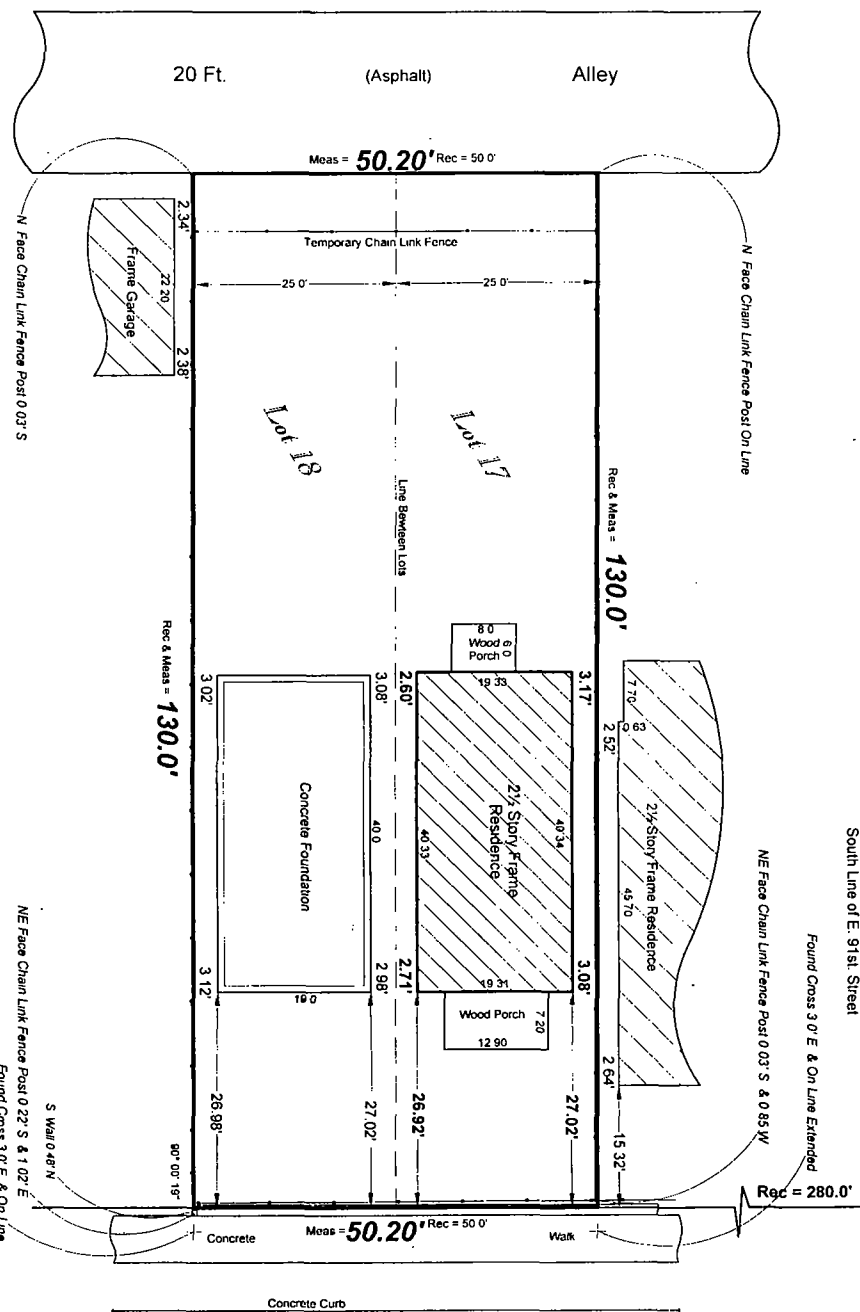 20 Ft. (Asphalt) Alley
Meas = 50.20' Rec = 50 0'
N Face Chain Link Fence Post 0 03' S
2.34'
Frame Garage
22 20
2.38'
Temporary Chain Link Fence
25 0'
25 0'
N Face Chain Link Fence Post On Line
Lot 18
Lot 17
Line Bewteen Lots
Rec & Meas = 130.0'
Rec & Meas = 130.0'
8 0
6 0
Wood
Porch
3 02'
3.08'
2.60'
19 33
3.17'
7 70
0 63
2 52'
Concrete Foundation
40 0
40 33
2½ Story Frame
Residence
40 34
2½ Story Frame Residence
45 70
South Line of E. 91st. Street
3 12'
19 0
2 98'
2.71'
19 31
3.08'
Wood Porch
7 20
12 90
2 64'
26.98'
27.02'
26.92'
27.02'
15 32'
NE Face Chain Link Fence Post 0 03' S & 0 85 W
Found Cross 3 0' E & On Line Extended
Rec = 280.0'
90° 00' 19"
S Wall 0 48' N
NE Face Chain Link Fence Post 0 22' S & 1 02' E
Found Cross 3 0' E & On Line
Concrete
Meas = 50.20' Rec = 50 0'
Walk
Concrete Curb